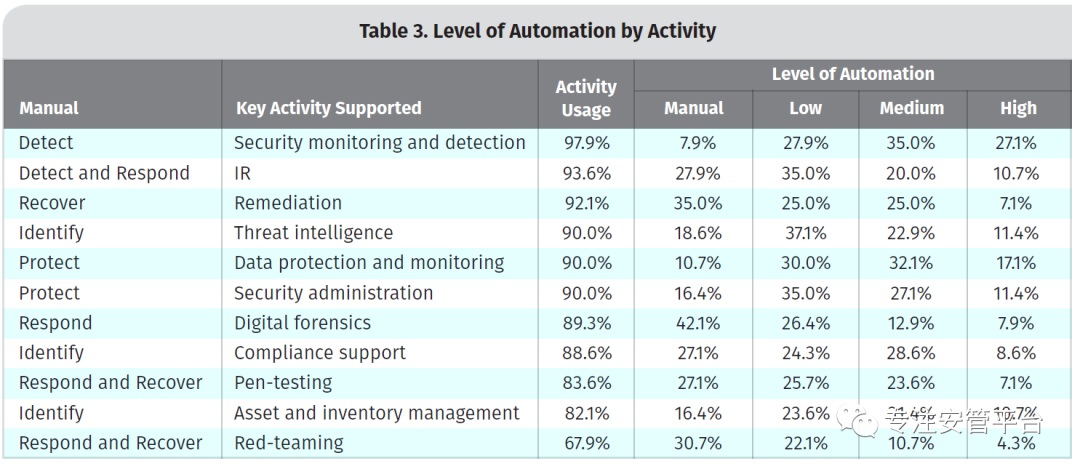 Table 3. Level of Automation by Activity
Level of Automation
Manual Key Activity Supported Activity Usage Manual Low Medium High
Detect Security monitoring and detection 97.9% 7.9% 27.9% 35.0% 27.1%
Detect and Respond IR 93.6% 27.9% 35.0% 20.0% 10.7%
Recover Remediation 92.1% 35.0% 25.0% 25.0% 7.1%
Identify Threat intelligence 90.0% 18.6% 37.1% 22.9% 11.4%
Protect Data protection and monitoring 90.0% 10.7% 30.0% 32.1% 17.1%
Protect Security administration 90.0% 16.4% 35.0% 27.1% 11.4%
Respond Digital forensics 89.3% 42.1% 26.4% 12.9% 7.9%
Identify Compliance support 88.6% 27.1% 24.3% 28.6% 8.6%
Respond and Recover Pen-testing 83.6% 27.1% 25.7% 23.6% 7.1%
Identify Asset and inventory management 82.1% 16.4% 23.6%
专注安管平台
Respond and Recover Red-teaming 67.9% 30.7% 22.1% 10.7% 4.3%